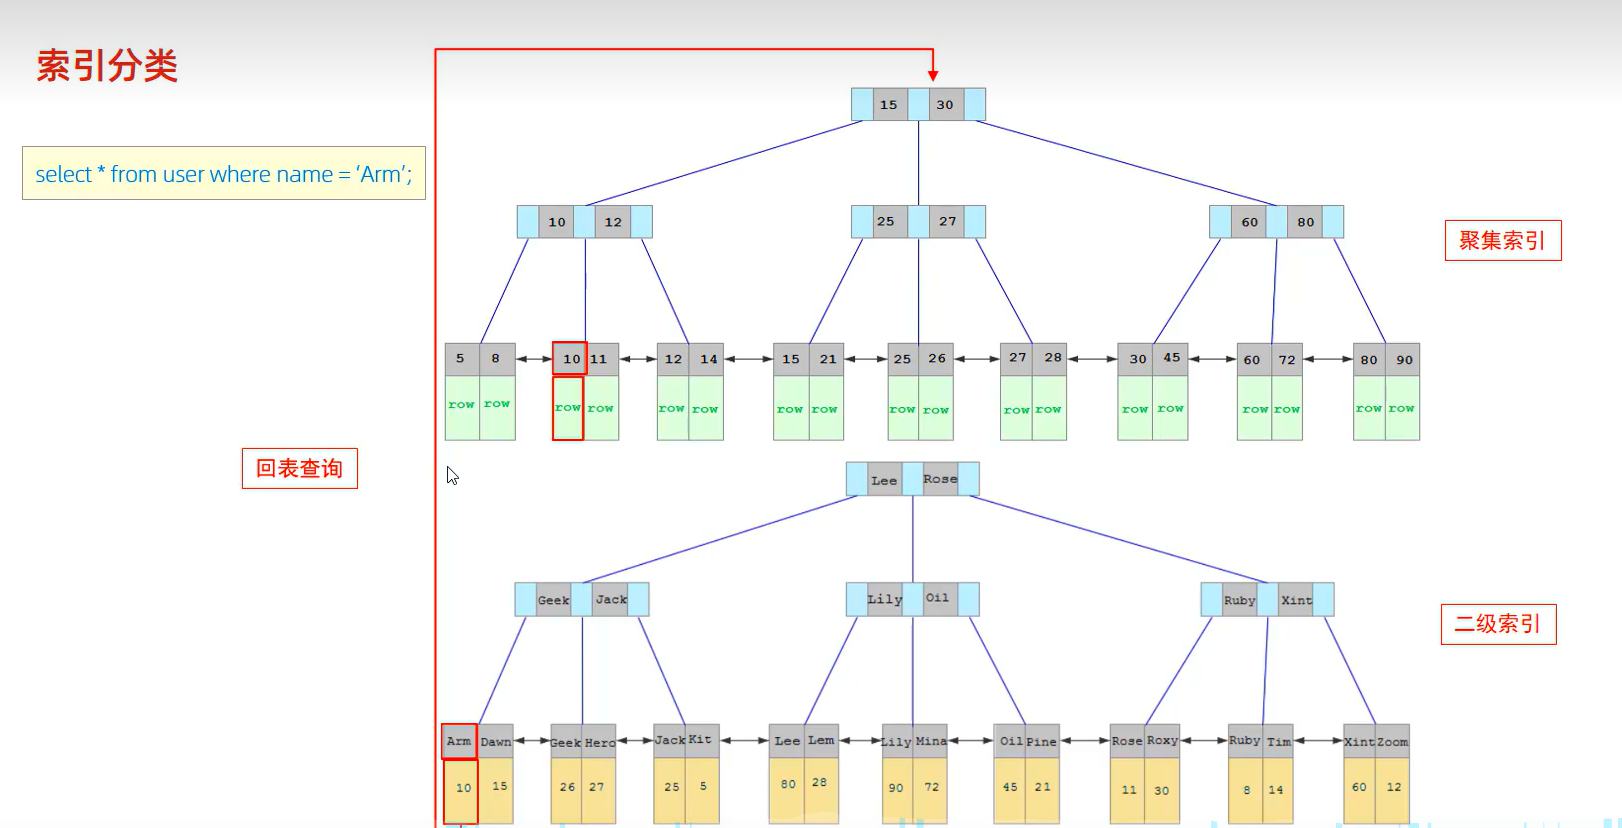 索引分类
select * from user where name = ‘Arm’;
15 30
10 12 25 27 60 80
聚集索引
5 8 10 11 12 14 15 21 25 26 27 28 30 45 60 72 80 90
row row row row row row row row row row row row row row row row row row
回表查询
Lee Rose
Geek Jack Lily Oil Ruby Xint
二级索引
Arm Dawn Geek Hero Jack Kit Lee Lem Lily Mina Oil Pine Rose Roxy Ruby Tim Xint Zoom
10 15 26 27 25 5 80 28 90 72 45 21 11 30 8 14 60 12